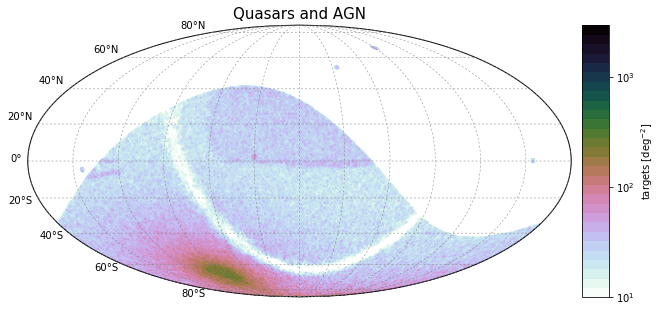 Quasars and AGN
80°N
60°N
40°N
20°N
0°
20°S
40°S
60°S
80°S
10³
10²
10¹
targets [deg⁻²]